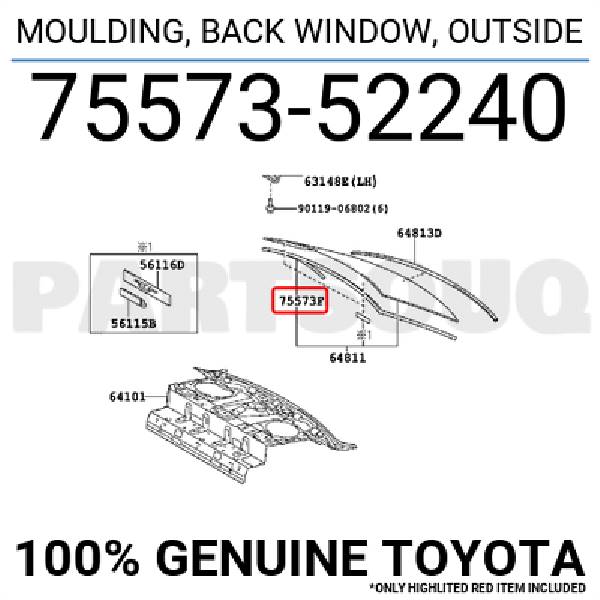 MOULDING, BACK WINDOW, OUTSIDE
75573-52240
63148E(LH)
90119-06802(6)
64813D
※1
56116D
56115B
75573F
※1
64811
64101
PARTSOUQ
100% GENUINE TOYOTA
*ONLY HIGHLITED RED ITEM INCLUDED